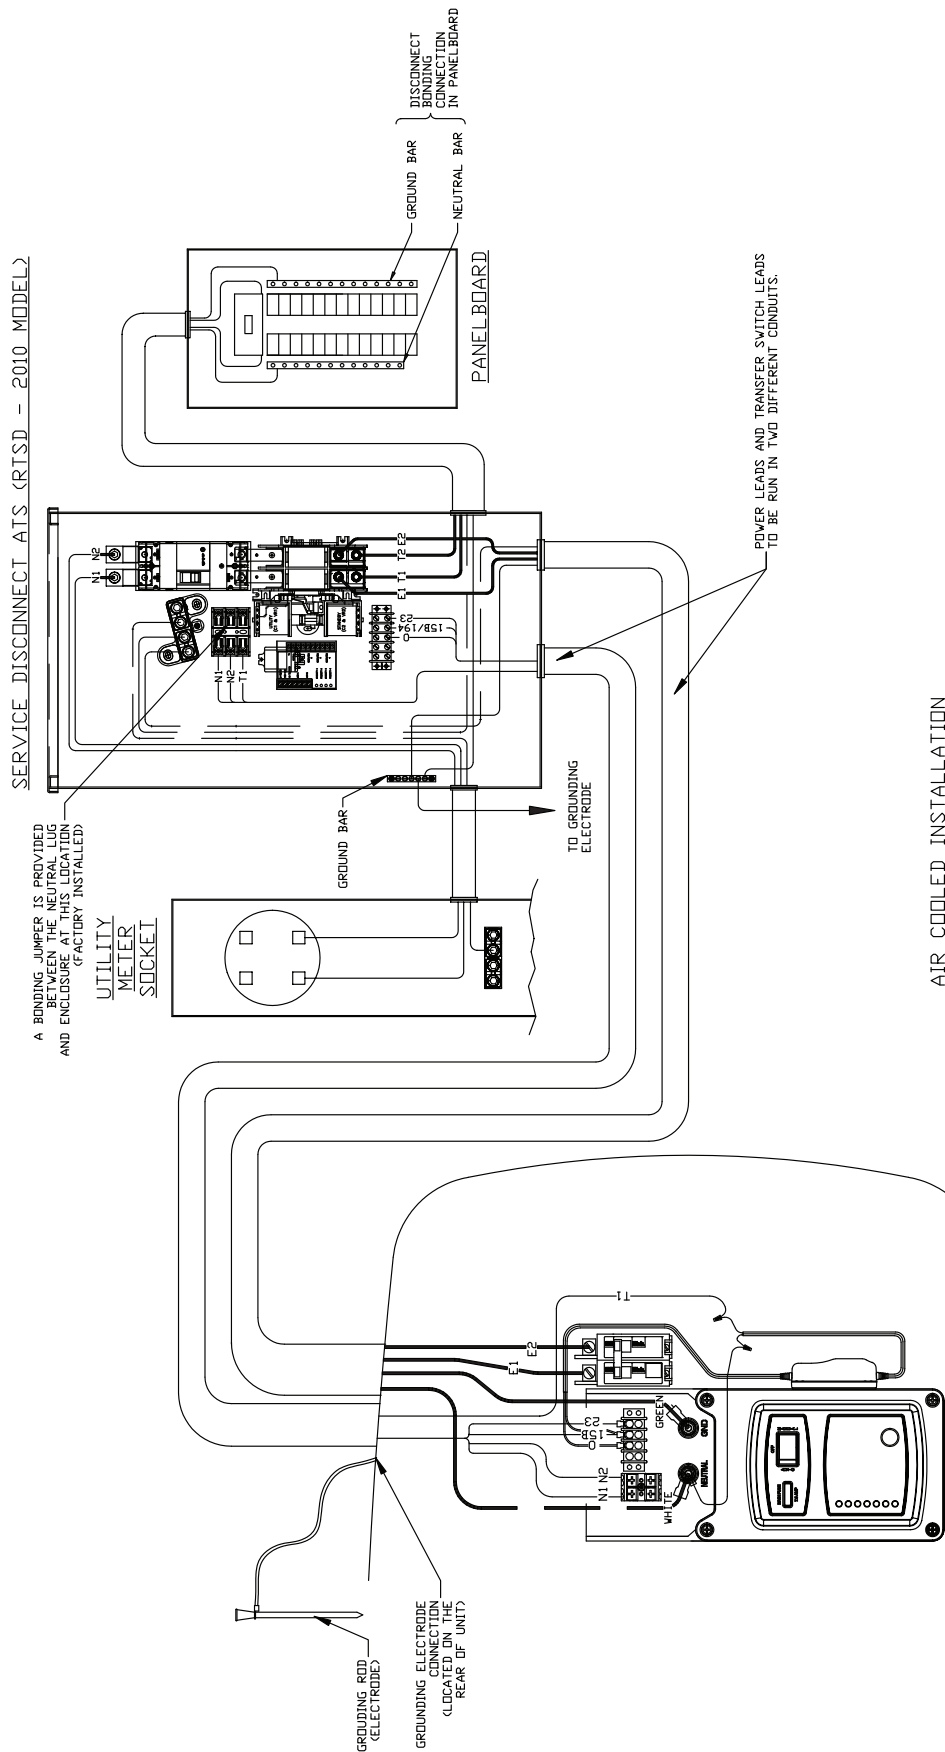 SERVICE DISCONNECT ATS (RTSD - 2010 MODEL)
A BONDING JUMPER IS PROVIDED
BETWEEN THE NEUTRAL LUG
AND ENCLOSURE AT THIS LOCATION
(FACTORY INSTALLED)
UTILITY
METER
SOCKET
GROUND BAR
TO GROUNDING
ELECTRODE
N1
N2
N1
N2
T1
E1
T1
T2
E2
23
15B/194
0
PANELBOARD
GROUND BAR
NEUTRAL BAR
DISCONNECT
BONDING
CONNECTION
IN PANELBOARD
POWER LEADS AND TRANSFER SWITCH LEADS
TO BE RUN IN TWO DIFFERENT CONDUITS.
GROUDING ROD
(ELECTRODE)
GROUNDING ELECTRODE
CONNECTION
(LOCATED ON THE
REAR OF UNIT)
E1
E2
T1
N1
N2
0
15B
23
WHITE
GREEN
NEUTRAL
GND
OFF
AIR COOLED INSTALLATION